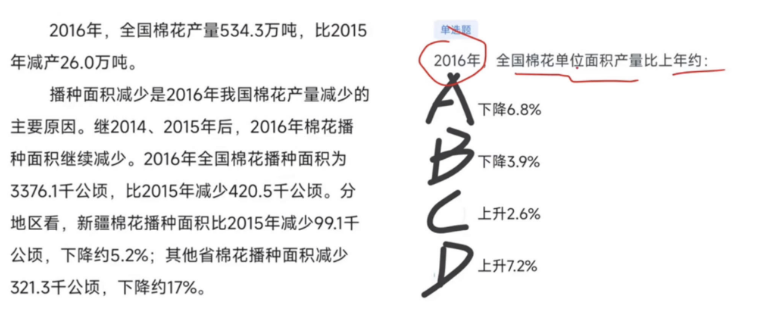 2016年，全国棉花产量534.3万吨，比2015
年减产26.0万吨。
播种面积减少是2016年我国棉花产量减少的
主要原因。继2014、2015年后，2016年棉花播
种面积继续减少。2016年全国棉花播种面积为
3376.1千公顷，比2015年减少420.5千公顷。分
地区看，新疆棉花播种面积比2015年减少99.1千
公顷，下降约5.2%；其他省棉花播种面积减少
321.3千公顷，下降约17%。
单选题
2016年，全国棉花单位面积产量比上年约：
A 下降6.8%
B 下降3.9%
C 上升2.6%
D 上升7.2%